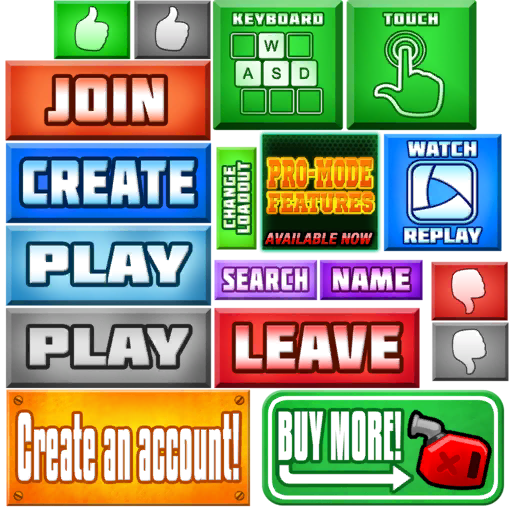 KEYBOARD
W
A S D
TOUCH
JOIN
CREATE
CHANGE
LOADOUT
PRO-MODE
FEATURES
AVAILABLE NOW
WATCH
REPLAY
PLAY
SEARCH
NAME
PLAY
LEAVE
Create an account!
BUY MORE!